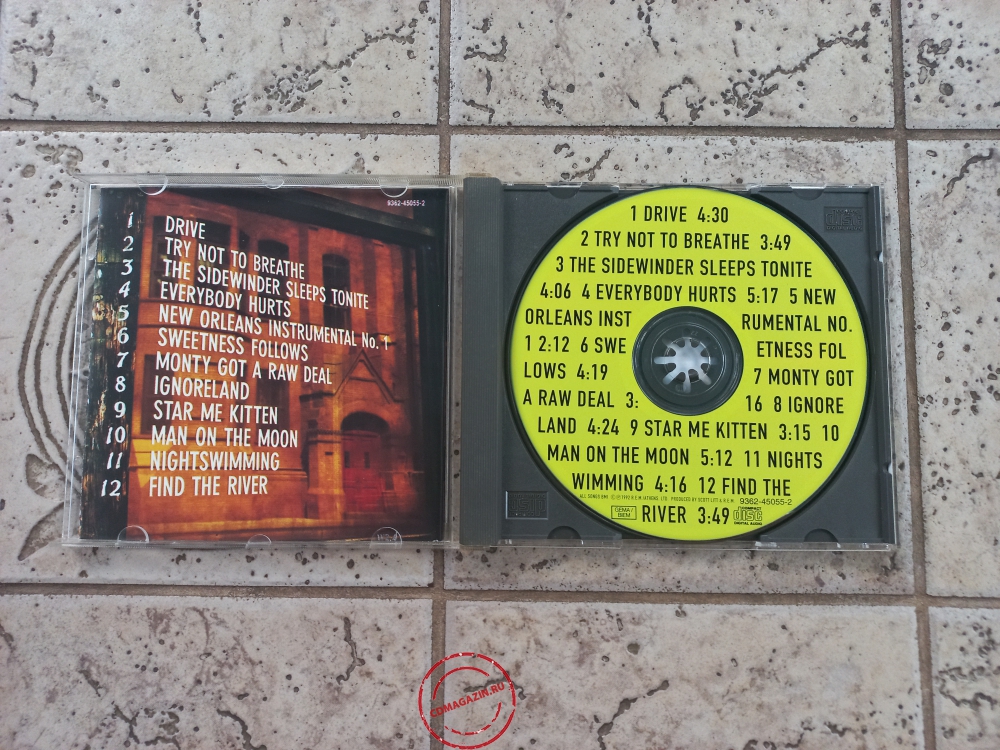 9362-45055-2
1 DRIVE
2 TRY NOT TO BREATHE
3 THE SIDEWINDER SLEEPS TONITE
4 EVERYBODY HURTS
5 NEW ORLEANS INSTRUMENTAL No. 1
6 SWEETNESS FOLLOWS
7 MONTY GOT A RAW DEAL
8 IGNORELAND
9 STAR ME KITTEN
10 MAN ON THE MOON
11 NIGHTSWIMMING
12 FIND THE RIVER
1 DRIVE 4:30
2 TRY NOT TO BREATHE 3:49
3 THE SIDEWINDER SLEEPS TONITE
4:06 4 EVERYBODY HURTS 5:17 5 NEW
ORLEANS INST RUMENTAL NO.
1 2:12 6 SWE ETNESS FOL
LOWS 4:19 7 MONTY GOT
A RAW DEAL 3: 16 8 IGNORE
LAND 4:24 9 STAR ME KITTEN 3:15 10
MAN ON THE MOON 5:12 11 NIGHTS
WIMMING 4:16 12 FIND THE
9362-45055-2
GEMA/
BIEM
RIVER 3:49
COMPACT
disc
DIGITAL AUDIO
CDMAGAZIN.RU